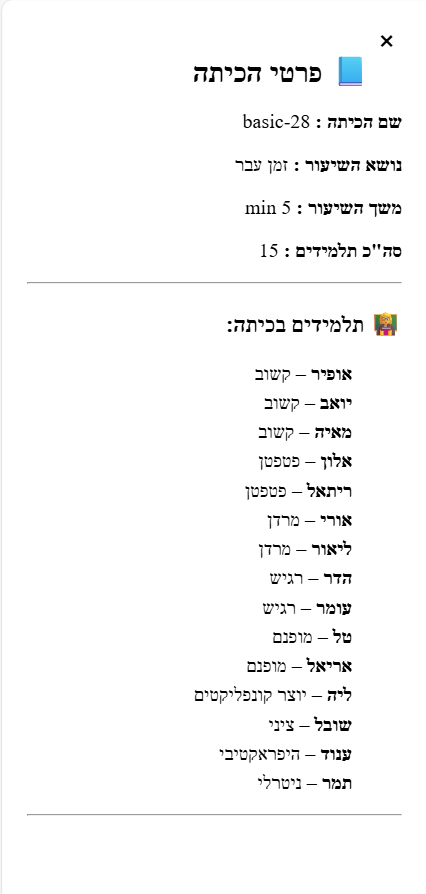 ×
פרטי הכיתה
שם הכיתה : basic-28
נושא השיעור : זמן עבר
משך השיעור : 5 min
סה"כ תלמידים : 15
תלמידים בכיתה:
אופיר – קשוב
יואב – קשוב
מאיה – קשוב
אלון – פטפטן
ריתאל – פטפטן
אורי – מרדן
ליאור – מרדן
הדר – רגיש
עומר – רגיש
טל – מופנם
אריאל – מופנם
ליה – יוצר קונפליקטים
שובל – ציני
ענוד – היפראקטיבי
תמר – ניטרלי